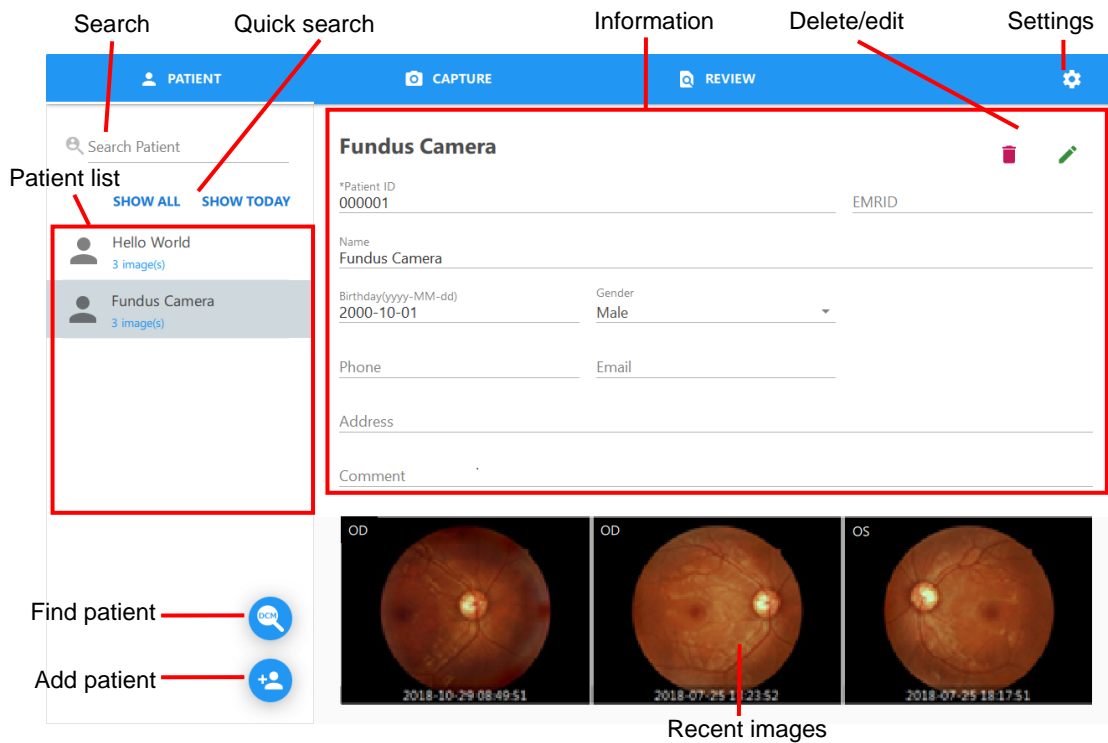 Search
Quick search
Information
Delete/edit
Settings
PATIENT
CAPTURE
REVIEW
Search Patient
Patient list
SHOW ALL SHOW TODAY
Hello World
3 image(s)
Fundus Camera
3 image(s)
Find patient
DCM
Add patient
Fundus Camera
*Patient ID
000001
EMRID
Name
Fundus Camera
Birthday(yyyy-MM-dd)
2000-10-01
Gender
Male
Phone
Email
Address
Comment
OD
2018-10-29 08:49:51
OD
2018-07-25
OS
2018-07-25 18:17:51
Recent images